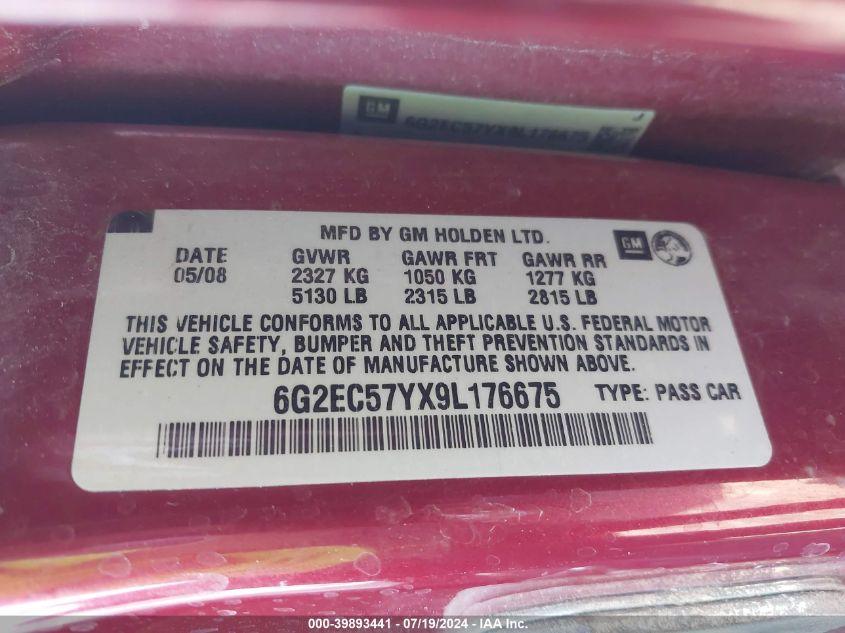 GM
6G2EC57YX9L176675
J
MFD BY GM HOLDEN LTD.
GM
DATE GVWR GAWR FRT GAWR RR
05/08 2327 KG 1050 KG 1277 KG
5130 LB 2315 LB 2815 LB
THIS VEHICLE CONFORMS TO ALL APPLICABLE U.S. FEDERAL MOTOR
VEHICLE SAFETY, BUMPER AND THEFT PREVENTION STANDARDS IN
EFFECT ON THE DATE OF MANUFACTURE SHOWN ABOVE.
6G2EC57YX9L176675 TYPE: PASS CAR
000-39893441 - 07/19/2024 - IAA Inc.